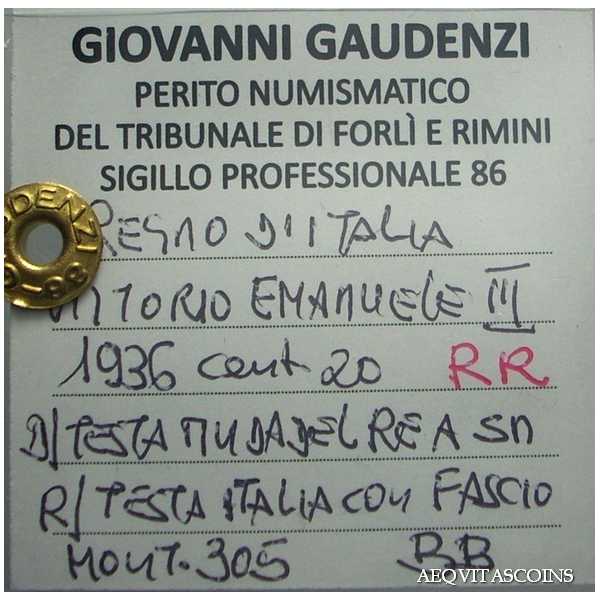 GIOVANNI GAUDENZI
PERITO NUMISMATICO
DEL TRIBUNALE DI FORLÌ E RIMINI
SIGILLO PROFESSIONALE 86
REGNO D'ITALIA
VITTORIO EMANUELE III
1936 cent 20 RR
D/TESTA NUDA DEL RE A SN
R/TESTA ITALIA CON FASCIO
MONT. 305 BB
AEQVITASCOINS